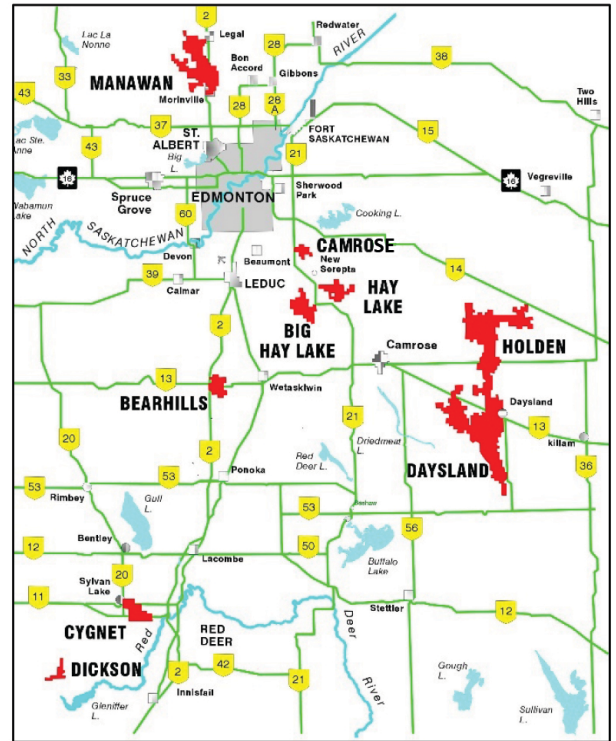 2
28
38
Lac La
Nonne
Legal
Redwater
RIVER
33
Bon
Accord
Gibbons
MANAWAN
43
Morinville
28
28
A
Two
Hills
37
ST.
ALBERT
FORT
SASKATCHEWAN
15
Lac Ste.
Anne
43
Big
L.
21
16
16
Spruce
Grove
EDMONTON
Sherwood
Park
Vegreville
Wabamun
Lake
60
Cooking L.
NORTH SASKATCHEWAN
Devon
Beaumont
CAMROSE
New
Serepta
14
39
Calmar
LEDUC
HAY
LAKE
2
BIG
HAY LAKE
Camrose
HOLDEN
13
Wetaskiwin
BEARHILLS
Daysland
20
21
13
Driedmeat
L.
killam
2
Red
Deer L.
DAYSLAND
36
53
Ponoka
53
Rimbey
Gull
L.
53
56
Bentley
12
50
Lacombe
Buffalo
Lake
Sylvan
Lake
20
11
Stettler
12
CYGNET
Red
RED
DEER
Deer
River
DICKSON
2
42
21
Gough
L.
Gleniffer
L.
Innisfail
Sullivan
L.